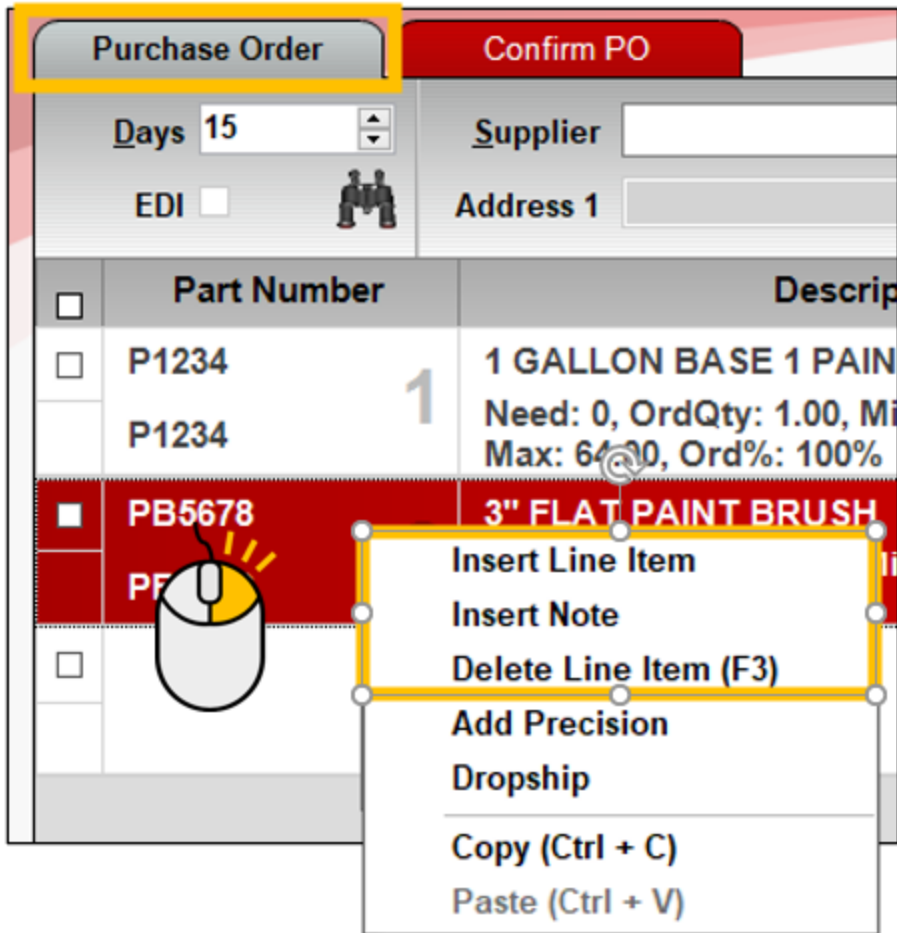 Purchase Order Confirm PO
Days 15 Supplier
EDI Address 1
Part Number Descrip
P1234 1 GALLON BASE 1 PAIN
1
Need: 0, OrdQty: 1.00, Mi
P1234
Max: 64.00, Ord%: 100%
PB5678 3" FLAT PAINT BRUSH
Insert Line Item
Insert Note
Delete Line Item (F3)
Add Precision
Dropship
Copy (Ctrl + C)
Paste (Ctrl + V)